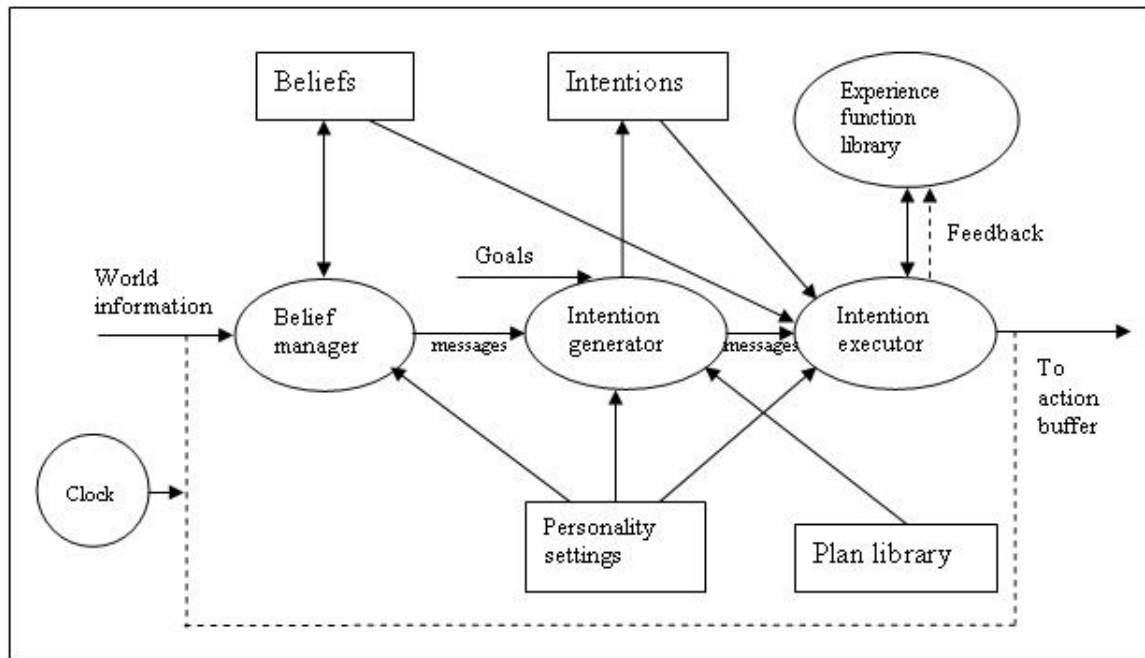 Beliefs
Intentions
Experience
function
library
Feedback
Goals
World
information
Belief
manager
messages
Intention
generator
messages
Intention
executor
To
action
buffer
Clock
Personality
settings
Plan library